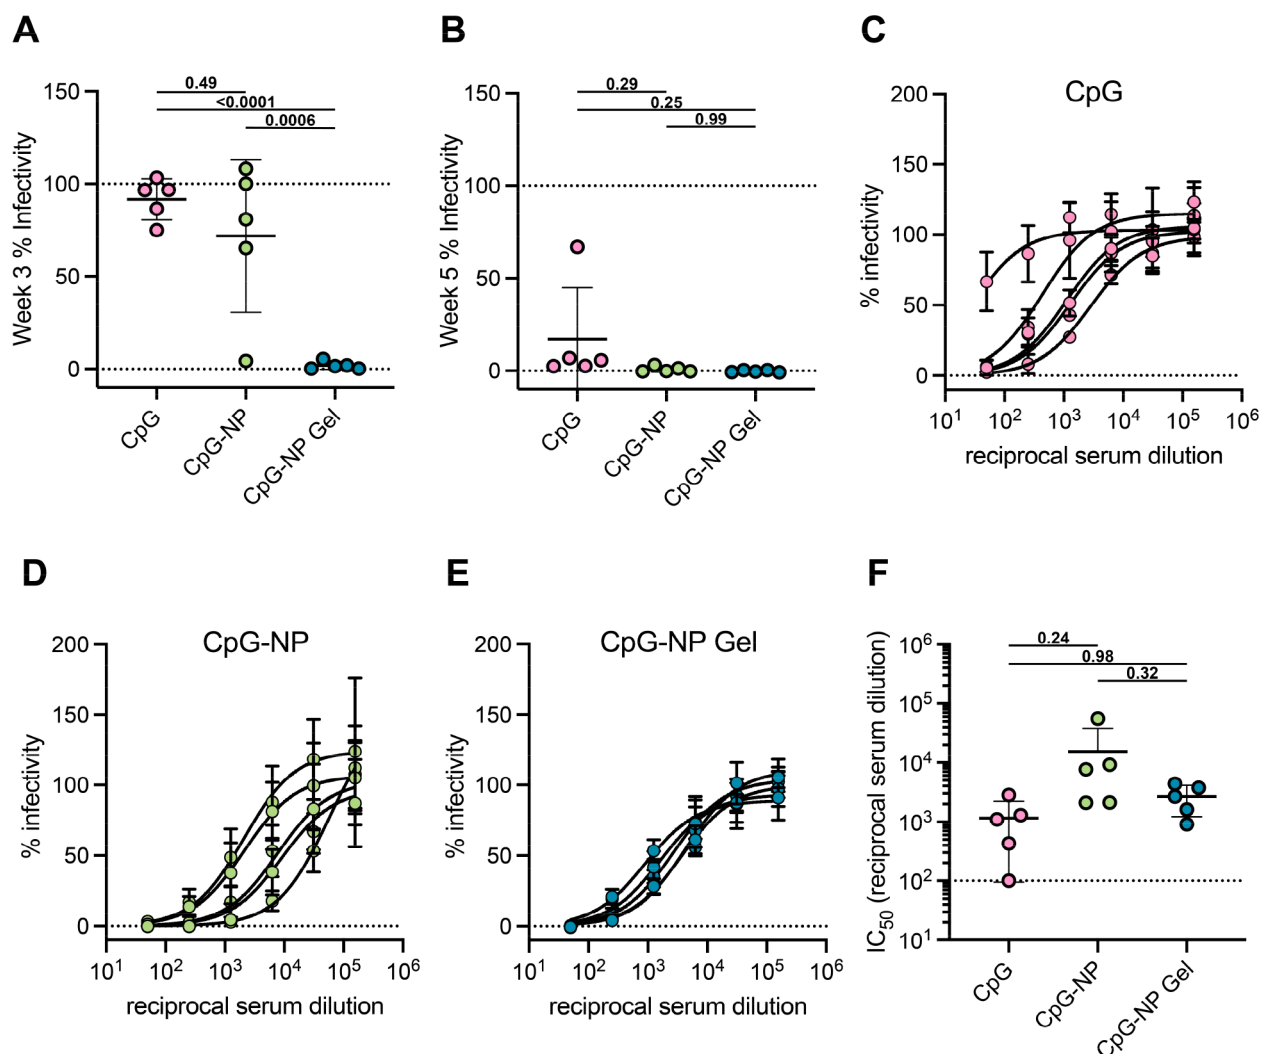 A
Week 3 % Infectivity
150
100
50
0
0.49
<0.0001
0.0006
CpG
CpG-NP
CpG-NP Gel
B
Week 5 % Infectivity
150
100
50
0
0.29
0.25
0.99
CpG
CpG-NP
CpG-NP Gel
C
CpG
% infectivity
200
150
100
50
0
10¹ 10² 10³ 10⁴ 10⁵ 10⁶
reciprocal serum dilution
D
CpG-NP
% infectivity
200
150
100
50
0
10¹ 10² 10³ 10⁴ 10⁵ 10⁶
reciprocal serum dilution
E
CpG-NP Gel
% infectivity
200
150
100
50
0
10¹ 10² 10³ 10⁴ 10⁵ 10⁶
reciprocal serum dilution
F
IC₅₀ (reciprocal serum dilution)
10⁶
10⁵
10⁴
10³
10²
10¹
0.24
0.98
0.32
CpG
CpG-NP
CpG-NP Gel